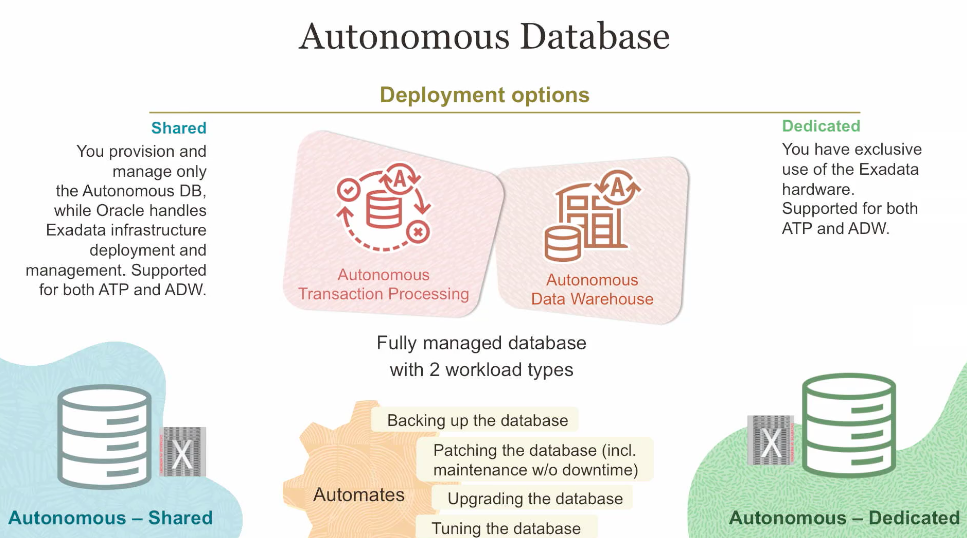 Autonomous Database
Deployment options
Shared
You provision and
manage only
the Autonomous DB,
while Oracle handles
Exadata infrastructure
deployment and
management. Supported
for both ATP and ADW.
A
Autonomous
Transaction Processing
A
Autonomous
Data Warehouse
Dedicated
You have exclusive
use of the Exadata
hardware.
Supported for both
ATP and ADW.
Fully managed database
with 2 workload types
Automates
Backing up the database
Patching the database (incl.
maintenance w/o downtime)
Upgrading the database
Tuning the database
X
Autonomous – Shared
X
Autonomous – Dedicated